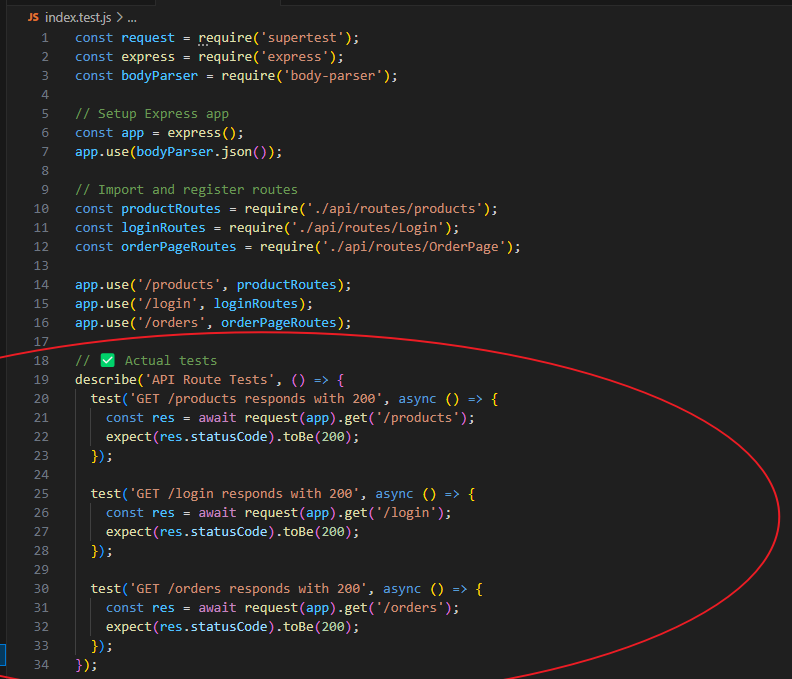 JS index.test.js > ...
1 const request = require('supertest');
2 const express = require('express');
3 const bodyParser = require('body-parser');
4
5 // Setup Express app
6 const app = express();
7 app.use(bodyParser.json());
8
9 // Import and register routes
10 const productRoutes = require('./api/routes/products');
11 const loginRoutes = require('./api/routes/Login');
12 const orderPageRoutes = require('./api/routes/OrderPage');
13
14 app.use('/products', productRoutes);
15 app.use('/login', loginRoutes);
16 app.use('/orders', orderPageRoutes);
17
18 // ✅ Actual tests
19 describe('API Route Tests', () => {
20   test('GET /products responds with 200', async () => {
21     const res = await request(app).get('/products');
22     expect(res.statusCode).toBe(200);
23   });
24
25   test('GET /login responds with 200', async () => {
26     const res = await request(app).get('/login');
27     expect(res.statusCode).toBe(200);
28   });
29
30   test('GET /orders responds with 200', async () => {
31     const res = await request(app).get('/orders');
32     expect(res.statusCode).toBe(200);
33   });
34 });